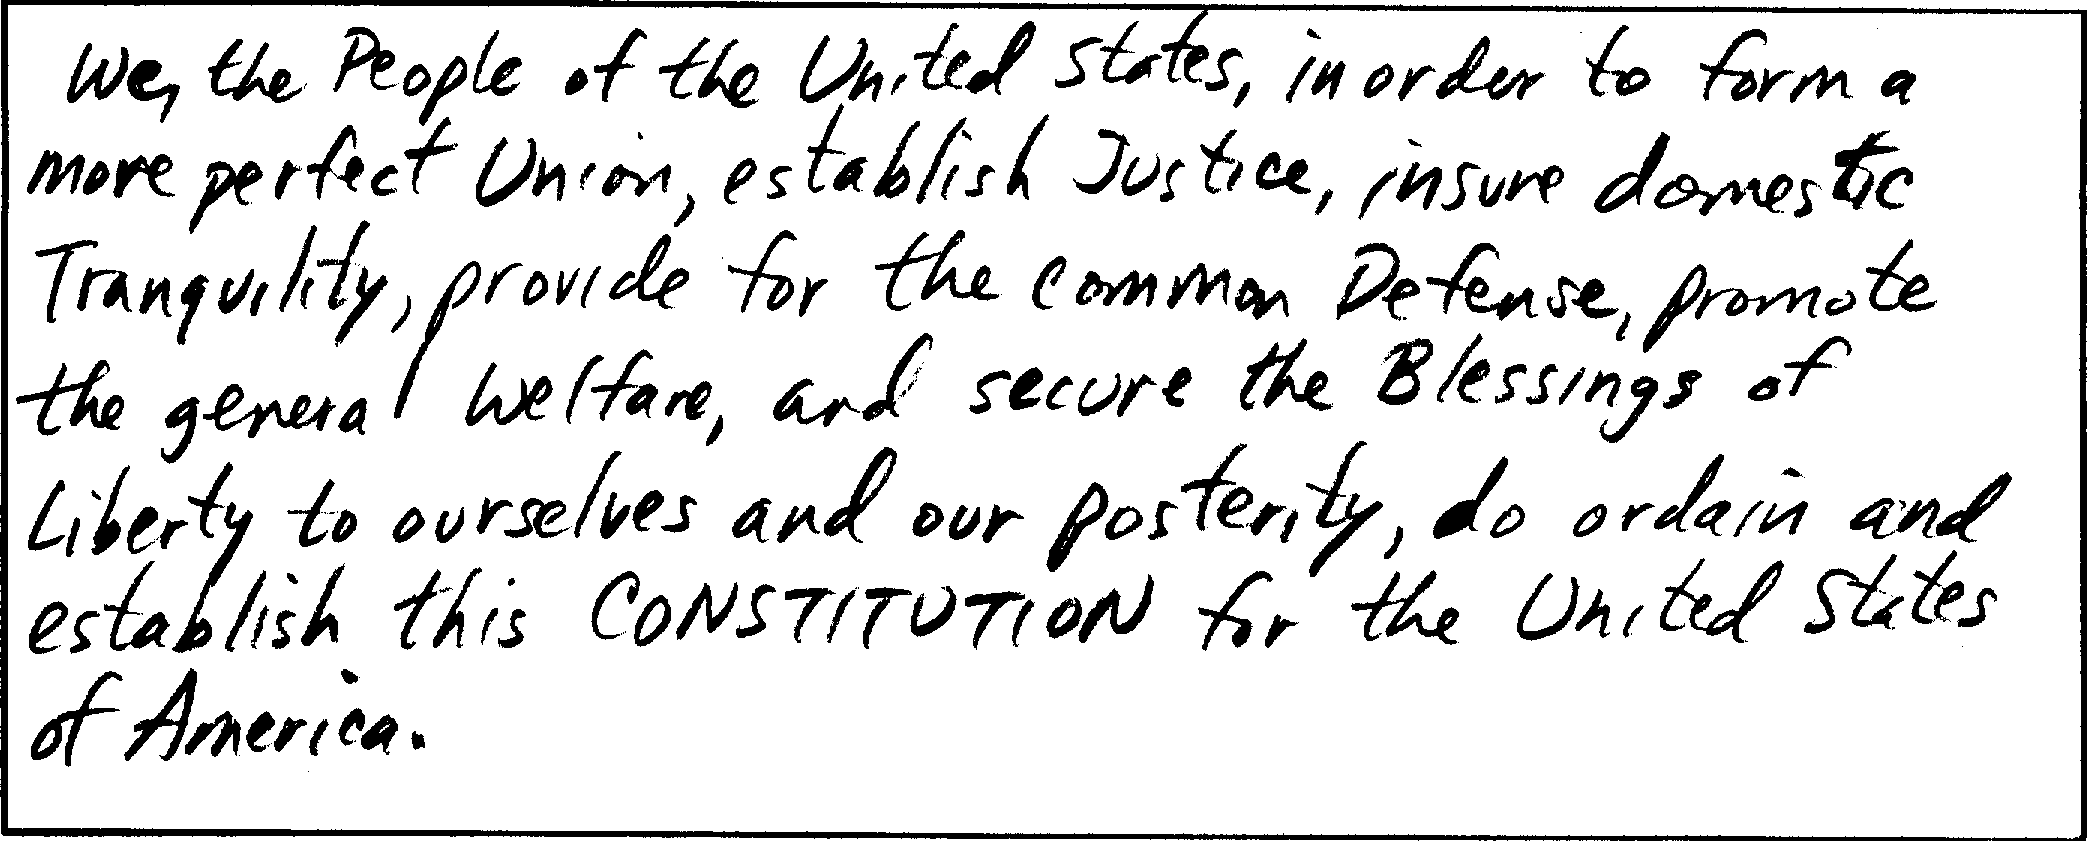 We, the People of the United States, in order to form a
more perfect Union, establish Justice, insure domestic
Tranquility, provide for the common Defense, promote
the general Welfare, and secure the Blessings of
Liberty to ourselves and our posterity, do ordain and
establish this CONSTITUTION for the United States
of America.